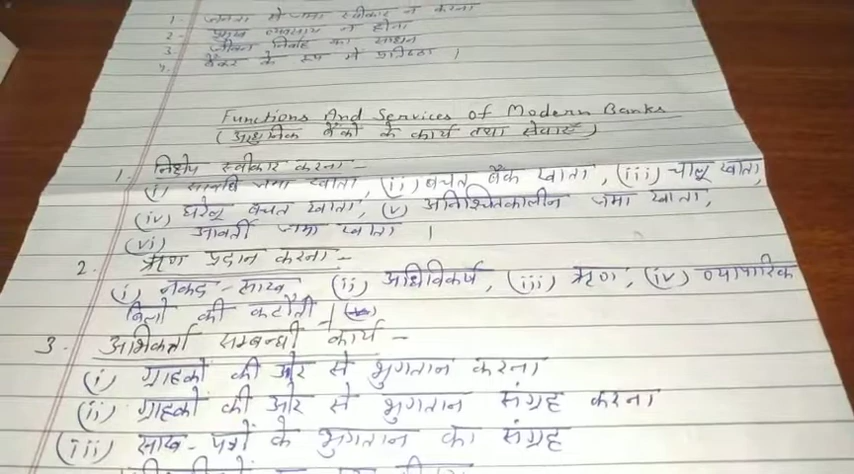 1. जनता से जमा स्वीकार न करना
2- प्रमुख व्यवसाय न होना
3. जीवन निर्वाह का साधन
4. बैंकर के रूप में प्रतिष्ठा ।
Functions And Services of Modern Banks
(आधुनिक बैंकों के कार्य तथा सेवाएँ)
1. निक्षेप स्वीकार करना -
(i) सावधि जमा खाता, (ii) बचत बैंक खाता, (iii) चालू खाता,
(iv) घरेलू बचत खाता, (v) अनिश्चितकालीन जमा खाता,
(vi) आवर्ती जमा खाता ।
2. ऋण प्रदान करना -
(i) नकद - साख (ii) अधिविकर्ष, (iii) ऋण, (iv) व्यापारिक
बिलों की कटौती ।
3. अभिकर्ता सम्बन्धी कार्य -
(i) ग्राहकों की ओर से भुगतान करना
(ii) ग्राहकों की ओर से भुगतान संग्रह करना
(iii) साख - पत्रों के भुगतान का संग्रह